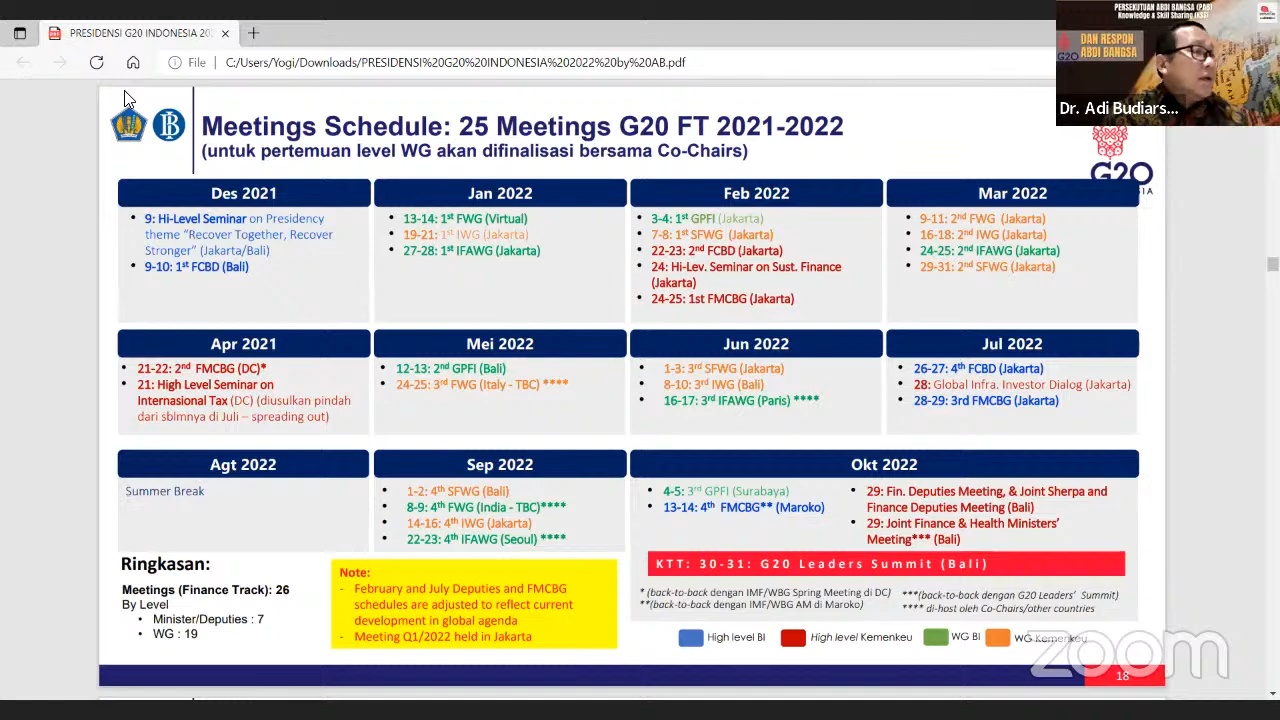 PRESIDENSI G20 INDONESIA 202
File
C:/Users/Yogi/Download
G20%20INDONESIA%202022%20by%20AB.pdf
PERSEKUTUAN ABDI BANGSA (PAB)
Knowledge & Skill Sharing (KSS)
DAN RESPON
ABDI BANGSA
G20
Dr. Adi Budiars...
Meetings Schedule: 25 Meetings G20 FT 2021-2022
(untuk pertemuan level WG akan difinalisasi bersama Co-Chairs)
G20
Des 2021
• 9: Hi-Level Seminar on Presidency
theme "Recover Together, Recover
Stronger" (Jakarta/Bali)
• 9-10: 1st FCBD (Bali)
Jan 2022
• 13-14: 1st FWG (Virtual)
• 19-21: 1st IWG (Jakarta)
• 27-28: 1st IFAWG (Jakarta)
Feb 2022
• 3-4: 1st GPFI (Jakarta)
• 7-8: 1st SFWG (Jakarta)
• 22-23: 2nd FCBD (Jakarta)
• 24: Hi-Lev. Seminar on Sust. Finance
(Jakarta)
• 24-25: 1st FMCBG (Jakarta)
Mar 2022
• 9-11: 2nd FWG (Jakarta)
• 16-18: 2nd IWG (Jakarta)
• 24-25: 2nd IFAWG (Jakarta)
• 29-31: 2nd SFWG (Jakarta)
Apr 2021
• 21-22: 2nd FMCBG (DC)*
• 21: High Level Seminar on
Internasional Tax (DC) (diusulkan pindah
dari sblmnya di Juli – spreading out)
Mei 2022
• 12-13: 2nd GPFI (Bali)
• 24-25: 3rd FWG (Italy - TBC) ****
Jun 2022
• 1-3: 3rd SFWG (Jakarta)
• 8-10: 3rd IWG (Bali)
• 16-17: 3rd IFAWG (Paris) ****
Jul 2022
• 26-27: 4th FCBD (Jakarta)
• 28: Global Infra. Investor Dialog (Jakarta)
• 28-29: 3rd FMCBG (Jakarta)
Agt 2022
Summer Break
Sep 2022
• 1-2: 4th SFWG (Bali)
• 8-9: 4th FWG (India - TBC)****
• 14-16: 4th IWG (Jakarta)
• 22-23: 4th IFAWG (Seoul) ****
Okt 2022
• 4-5: 3rd GPFI (Surabaya)
• 13-14: 4th FMCBG** (Maroko)
• 29: Fin. Deputies Meeting, & Joint Sherpa and
Finance Deputies Meeting (Bali)
• 29: Joint Finance & Health Ministers'
Meeting*** (Bali)
KTT: 30-31: G20 Leaders Summit (Bali)
* (back-to-back dengan IMF/WBG Spring Meeting di DC)
**(back-to-back dengan IMF/WBG AM di Maroko)
***(back-to-back dengan G20 Leaders' Summit)
**** di-host oleh Co-Chairs/other countries
Ringkasan:
Meetings (Finance Track): 26
By Level
• Minister/Deputies : 7
• WG : 19
Note:
- February and July Deputies and FMCBG
schedules are adjusted to reflect current
development in global agenda
- Meeting Q1/2022 held in Jakarta
High level BI
High level Kemenkeu
WG BI
WG Kemenkeu
zoom
18